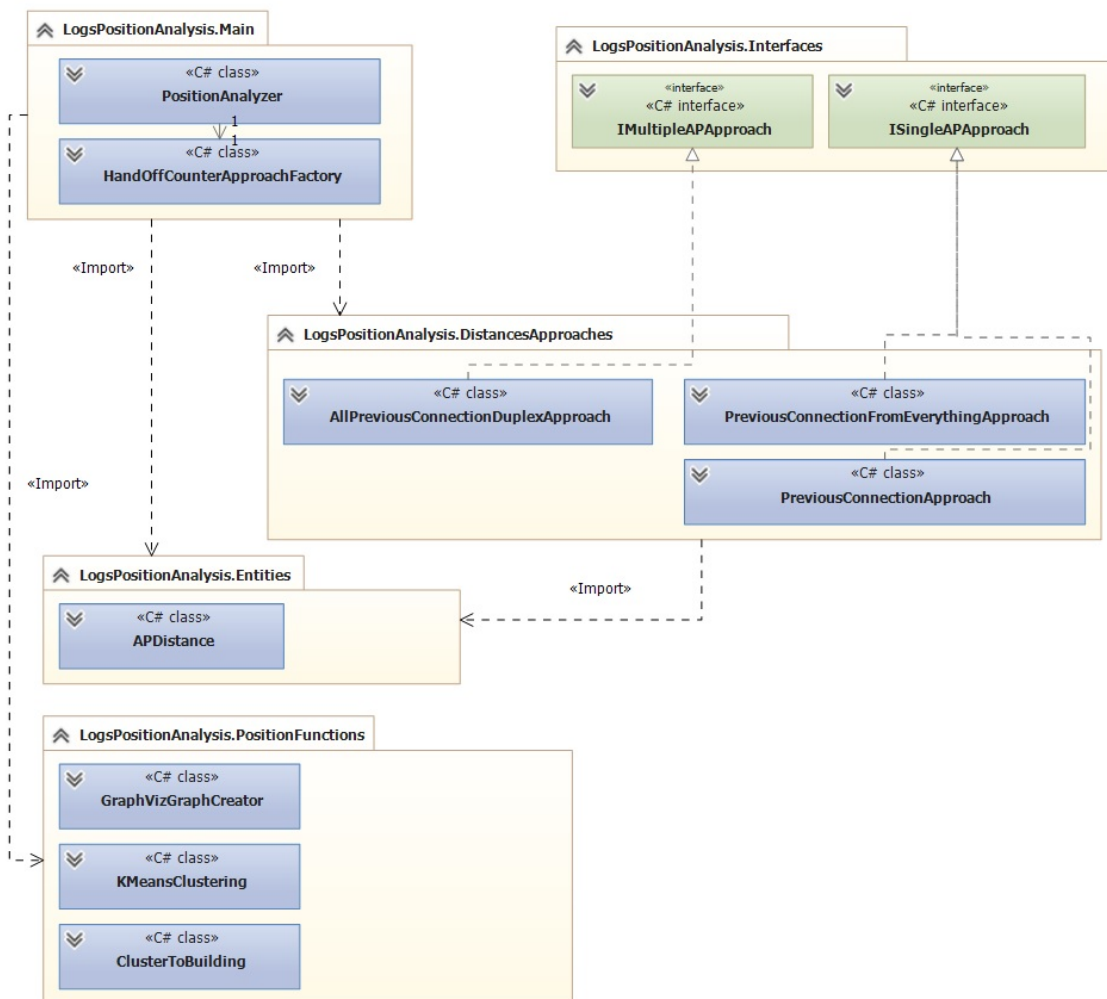 LogsPositionAnalysis.Main
«C# class»
PositionAnalyzer
1
1
«C# class»
HandOffCounterApproachFactory
LogsPositionAnalysis.Interfaces
«interface»
«C# interface»
IMultipleAPApproach
«interface»
«C# interface»
ISingleAPApproach
«Import»
«Import»
LogsPositionAnalysis.DistancesApproaches
«C# class»
AllPreviousConnectionDuplexApproach
«C# class»
PreviousConnectionFromEverythingApproach
«C# class»
PreviousConnectionApproach
«Import»
LogsPositionAnalysis.Entities
«C# class»
APDistance
«Import»
LogsPositionAnalysis.PositionFunctions
«C# class»
GraphVizGraphCreator
«C# class»
KMeansClustering
«C# class»
ClusterToBuilding